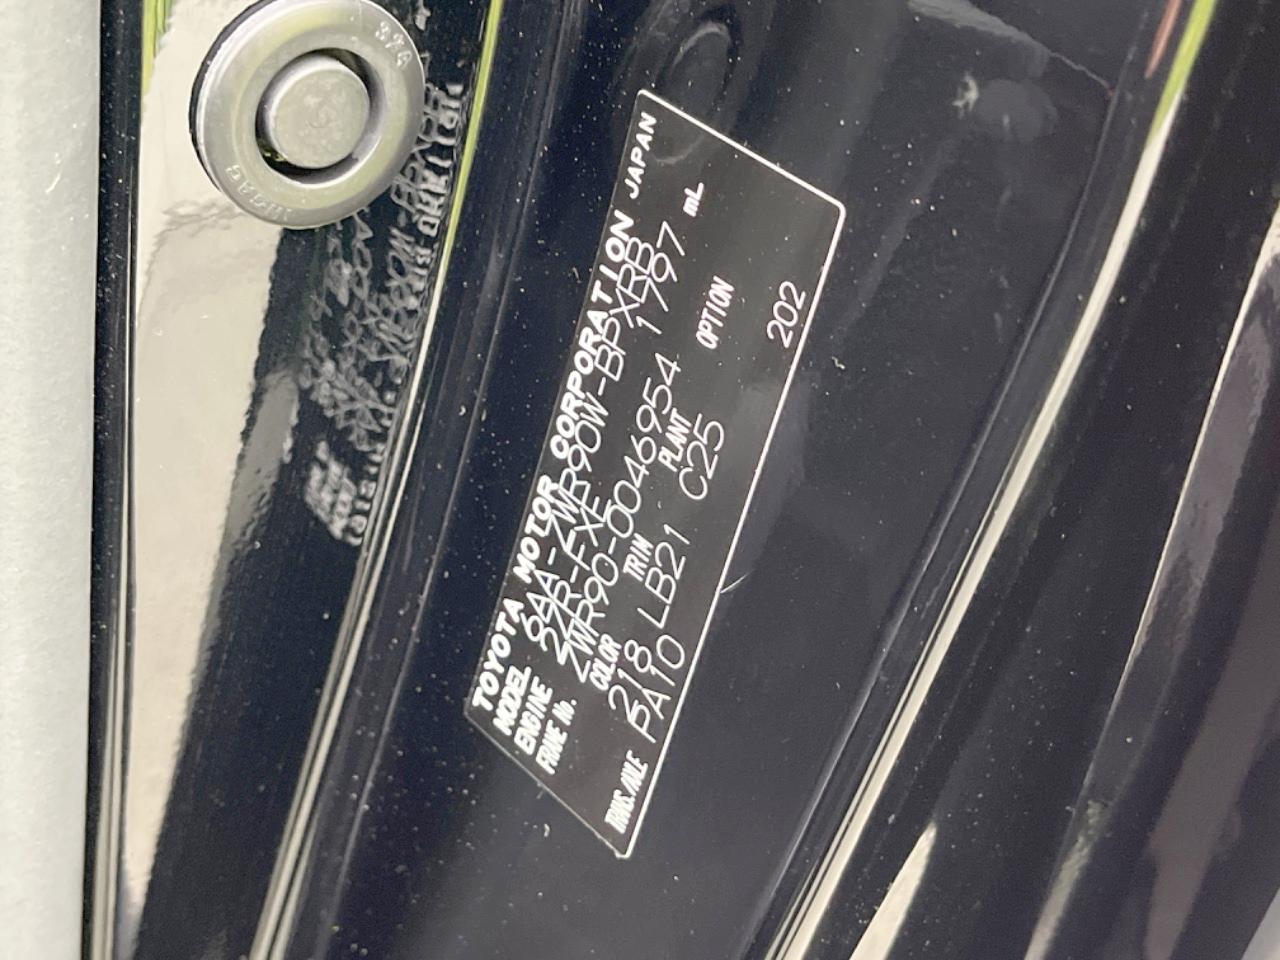 TOYOTA MOTOR CORPORATION JAPAN
MODEL 6AA-ZWR90W-BPXRB
ENGINE 2ZR-FXE 1797 mL
FRAME No. ZWR90-0046954
COLOR TRIM PLANT OPTION
218 LB21 C25 202
TRANS./AXLE PA10